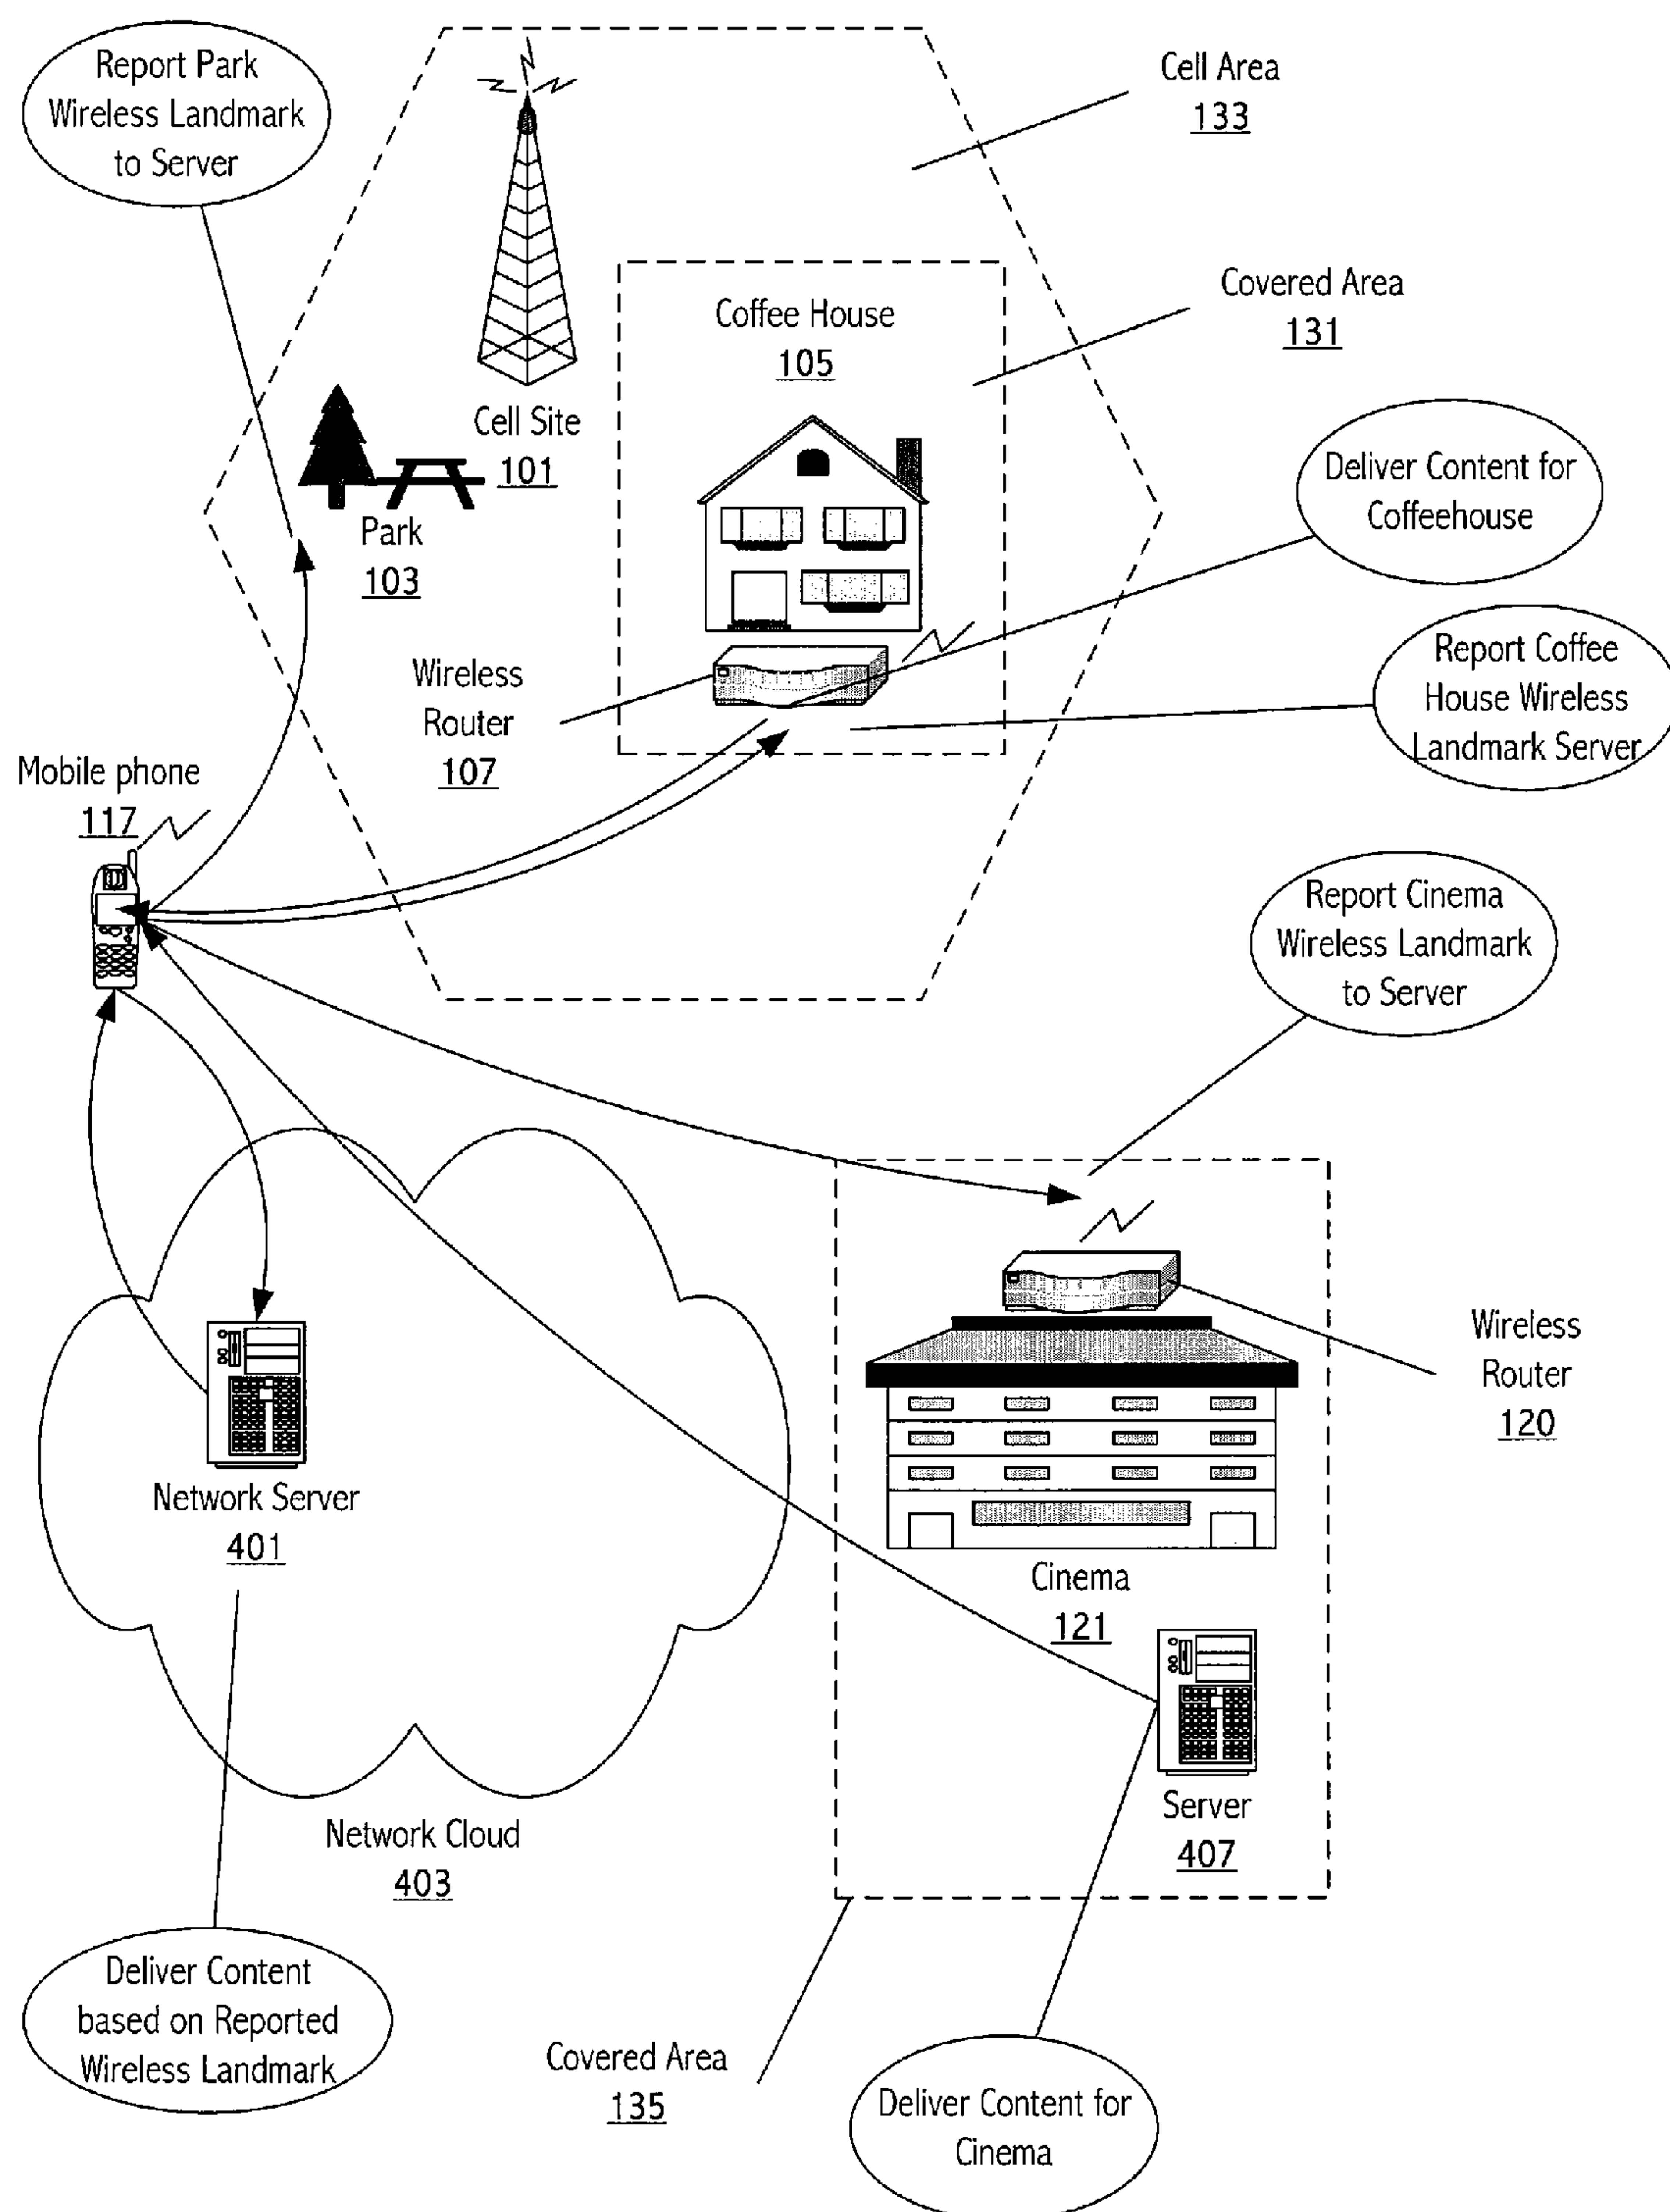 Report Park
Wireless Landmark
to Server
Cell Area
133
Covered Area
131
Coffee House
105
Cell Site
101
Park
103
Deliver Content for
Coffeehouse
Report Coffee
House Wireless
Landmark Server
Wireless
Router
107
Mobile phone
117
Report Cinema
Wireless Landmark
to Server
Wireless
Router
120
Network Server
401
Cinema
121
Server
407
Network Cloud
403
Deliver Content
based on Reported
Wireless Landmark
Covered Area
135
Deliver Content for
Cinema